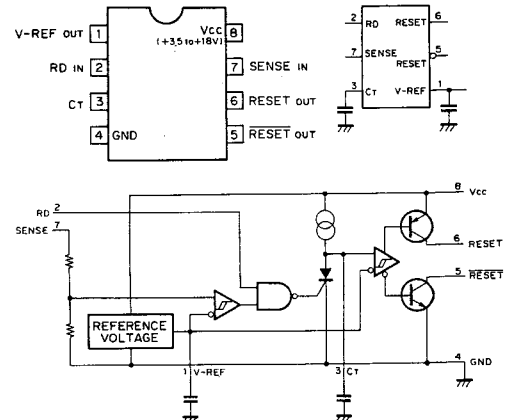 V-REF OUT 1
8 VCC
(+3,5 to +18V)
RD IN 2
7 SENSE IN
CT 3
6 RESET OUT
4 GND
5 RESET OUT
2 RD RESET 6
7 SENSE
RESET 5
3 CT V-REF 1
8 VCC
RD 2
SENSE 7
6 RESET
5 RESET
REFERENCE
VOLTAGE
4 GND
1 V-REF
3 CT